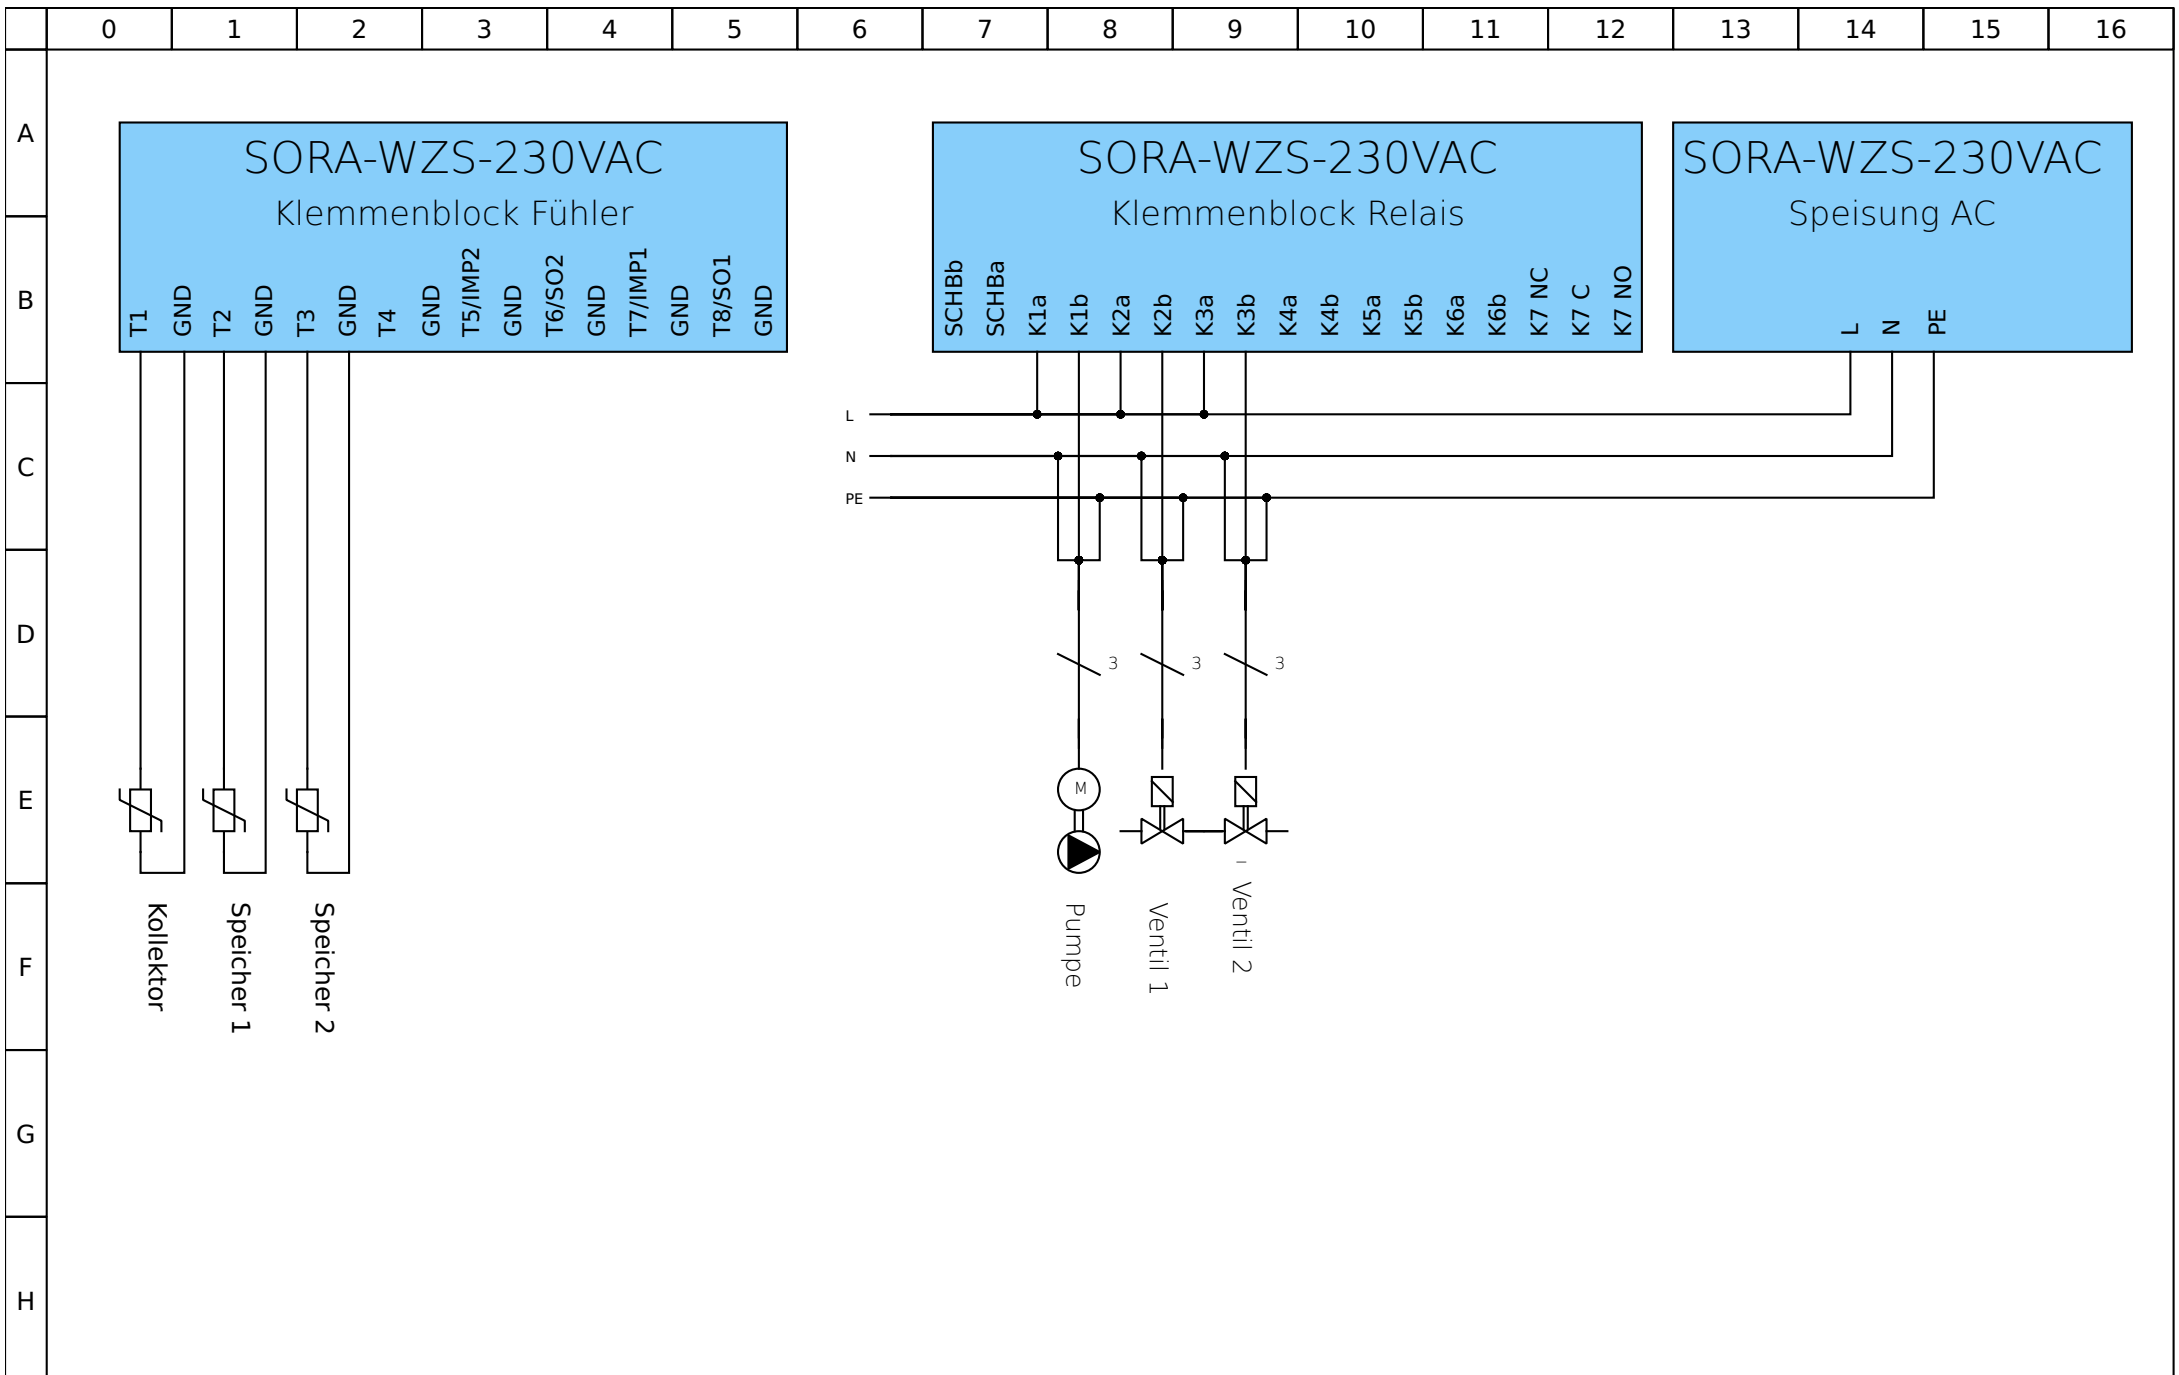 0 1 2 3 4 5 6 7 8 9 10 11 12 13 14 15 16
A
B
C
D
E
F
G
H
SORA-WZS-230VAC
Klemmenblock Fühler
T1
GND
T2
GND
T3
GND
T4
GND
T5/IMP2
GND
T6/SO2
GND
T7/IMP1
GND
T8/SO1
GND
SORA-WZS-230VAC
Klemmenblock Relais
SCHBb
SCHBa
K1a
K1b
K2a
K2b
K3a
K3b
K4a
K4b
K5a
K5b
K6a
K6b
K7 NC
K7 C
K7 NO
SORA-WZS-230VAC
Speisung AC
L
N
PE
L
N
PE
3
3
3
M
Kollektor
Speicher 1
Speicher 2
Pumpe
Ventil 1
Ventil 2